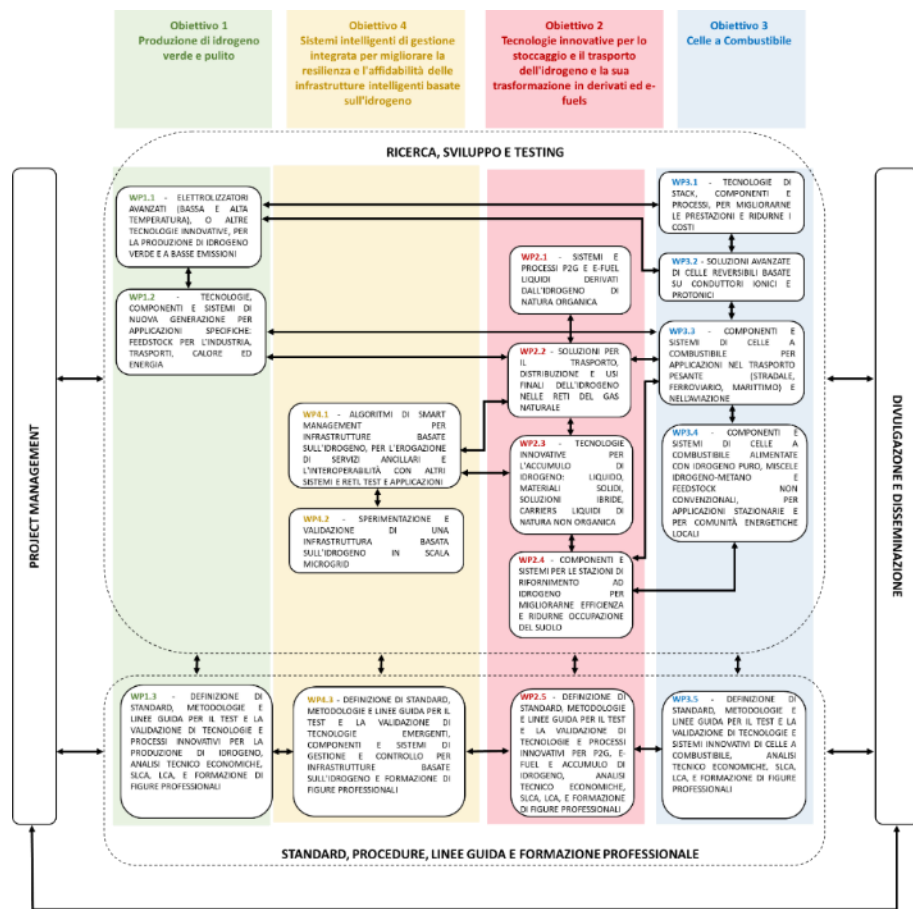 Obiettivo 1
Produzione di idrogeno
verde e pulito
Obiettivo 4
Sistemi intelligenti di gestione
integrata per migliorare la
resilienza e l'affidabilità delle
infrastrutture intelligenti basate
sull'idrogeno
Obiettivo 2
Tecnologie innovative per lo
stoccaggio e il trasporto
dell'idrogeno e la sua
trasformazione in derivati ed e-
fuels
Obiettivo 3
Celle a Combustibile
RICERCA, SVILUPPO E TESTING
PROJECT MANAGEMENT
WP1.1 - ELETTROLIZZATORI
AVANZATI (BASSA E ALTA
TEMPERATURA), O ALTRE
TECNOLOGIE INNOVATIVE, PER
LA PRODUZIONE DI IDROGENO
VERDE E A BASSE EMISSIONI
WP1.2 - TECNOLOGIE,
COMPONENTI E SISTEMI DI
NUOVA GENERAZIONE PER
APPLICAZIONI SPECIFICHE:
FEEDSTOCK PER L'INDUSTRIA,
TRASPORTI, CALORE ED
ENERGIA
WP4.1 - ALGORITMI DI SMART
MANAGEMENT PER
INFRASTRUTTURE BASATE
SULL'IDROGENO, PER L'EROGAZIONE
DI SERVIZI ANCILLARI E
L'INTEROPERABILITÀ CON ALTRI
SISTEMI E RETI, TEST E APPLICAZIONI
WP4.2 - SPERIMENTAZIONE E
VALIDAZIONE DI UNA
INFRASTRUTTURA BASATA
SULL'IDROGENO IN SCALA
MICROGRID
WP2.1 - SISTEMI E
PROCESSI P2G E E-FUEL
LIQUIDI DERIVATI
DALL'IDROGENO DI
NATURA ORGANICA
WP2.2 - SOLUZIONI PER
IL TRASPORTO,
DISTRIBUZIONE E USI
FINALI DELL'IDROGENO
NELLE RETI DEL GAS
NATURALE
WP2.3 - TECNOLOGIE
INNOVATIVE PER
L'ACCUMULO DI
IDROGENO: LIQUIDO,
MATERIALI SOLIDI,
SOLUZIONI IBRIDE,
CARRIERS LIQUIDI DI
NATURA NON ORGANICA
WP2.4 - COMPONENTI E
SISTEMI PER LE STAZIONI DI
RIFORNIMENTO AD
IDROGENO PER
MIGLIORARNE EFFICIENZA
E RIDURNE OCCUPAZIONE
DEL SUOLO
WP3.1 - TECNOLOGIE DI
STACK, COMPONENTI E
PROCESSI, PER MIGLIORARNE
LE PRESTAZIONI E RIDURNE I
COSTI
WP3.2 - SOLUZIONI AVANZATE
DI CELLE REVERSIBILI BASATE
SU CONDUTTORI IONICI E
PROTONICI
WP3.3 - COMPONENTI E
SISTEMI DI CELLE A
COMBUSTIBILE PER
APPLICAZIONI NEL TRASPORTO
PESANTE (STRADALE,
FERROVIARIO, MARITTIMO) E
NELL'AVIAZIONE
WP3.4 - COMPONENTI E
SISTEMI DI CELLE A
COMBUSTIBILE ALIMENTATE
CON IDROGENO PURO, MISCELE
IDROGENO-METANO E
FEEDSTOCK NON
CONVENZIONALI, PER
APPLICAZIONI STAZIONARIE E
PER COMUNITÀ ENERGETICHE
LOCALI
DIVULGAZONE E DISSEMINAZIONE
WP1.3 - DEFINIZIONE DI
STANDARD, METODOLOGIE E
LINEE GUIDA PER IL TEST E LA
VALIDAZIONE DI TECNOLOGIE E
PROCESSI INNOVATIVI PER LA
PRODUZIONE DI IDROGENO,
ANALISI TECNICO ECONOMICHE,
SLCA, LCA, E FORMAZIONE DI
FIGURE PROFESSIONALI
WP4.3 - DEFINIZIONE DI STANDARD,
METODOLOGIE E LINEE GUIDA PER IL
TEST E LA VALIDAZIONE DI
TECNOLOGIE EMERGENTI,
COMPONENTI E SISTEMI DI
GESTIONE E CONTROLLO PER
INFRASTRUTTURE BASATE
SULL'IDROGENO E FORMAZIONE DI
FIGURE PROFESSIONALI
WP2.5 - DEFINIZIONE DI
STANDARD, METODOLOGIE E
LINEE GUIDA PER IL TEST
E LA VALIDAZIONE DI
TECNOLOGIE E PROCESSI
INNOVATIVI PER P2G, E-
FUEL E ACCUMULO DI
IDROGENO, ANALISI
TECNICO ECONOMICHE,
SLCA, LCA, E FORMAZIONE
DI FIGURE PROFESSIONALI
WP3.5 - DEFINIZIONE DI
STANDARD, METODOLOGIE E
LINEE GUIDA PER IL TEST E LA
VALIDAZIONE DI TECNOLOGIE E
SISTEMI INNOVATIVI DI CELLE A
COMBUSTIBILE, ANALISI
TECNICO ECONOMICHE, SLCA,
LCA, E FORMAZIONE DI FIGURE
PROFESSIONALI
STANDARD, PROCEDURE, LINEE GUIDA E FORMAZIONE PROFESSIONALE